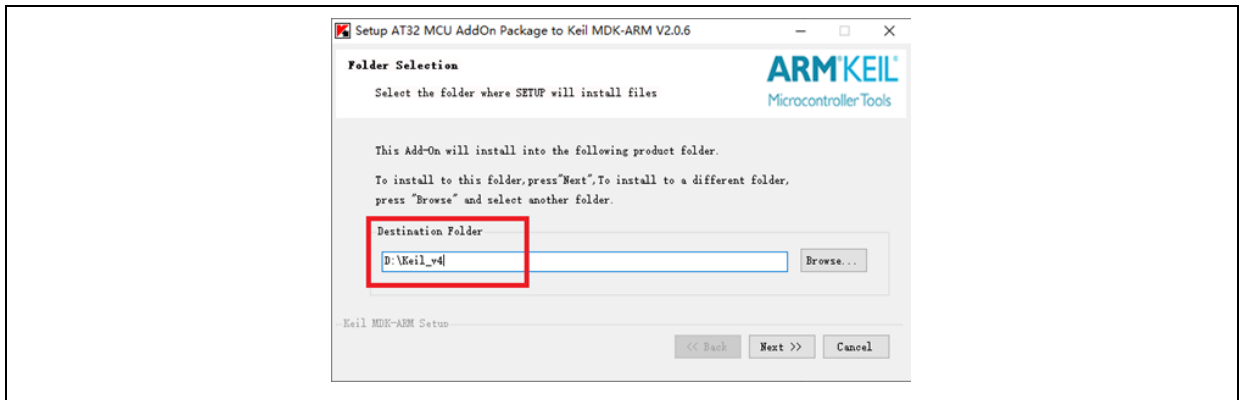 Setup AT32 MCU AddOn Package to Keil MDK-ARM V2.0.6
Folder Selection
Select the folder where SETUP will install files
ARM KEIL
Microcontroller Tools
This Add-On will install into the following product folder.
To install to this folder,press"Next",To install to a different folder,
press "Browse" and select another folder.
Destination Folder
D:\Keil_v4
Browse...
Keil MDK-ARM Setup
<< Back
Next >>
Cancel